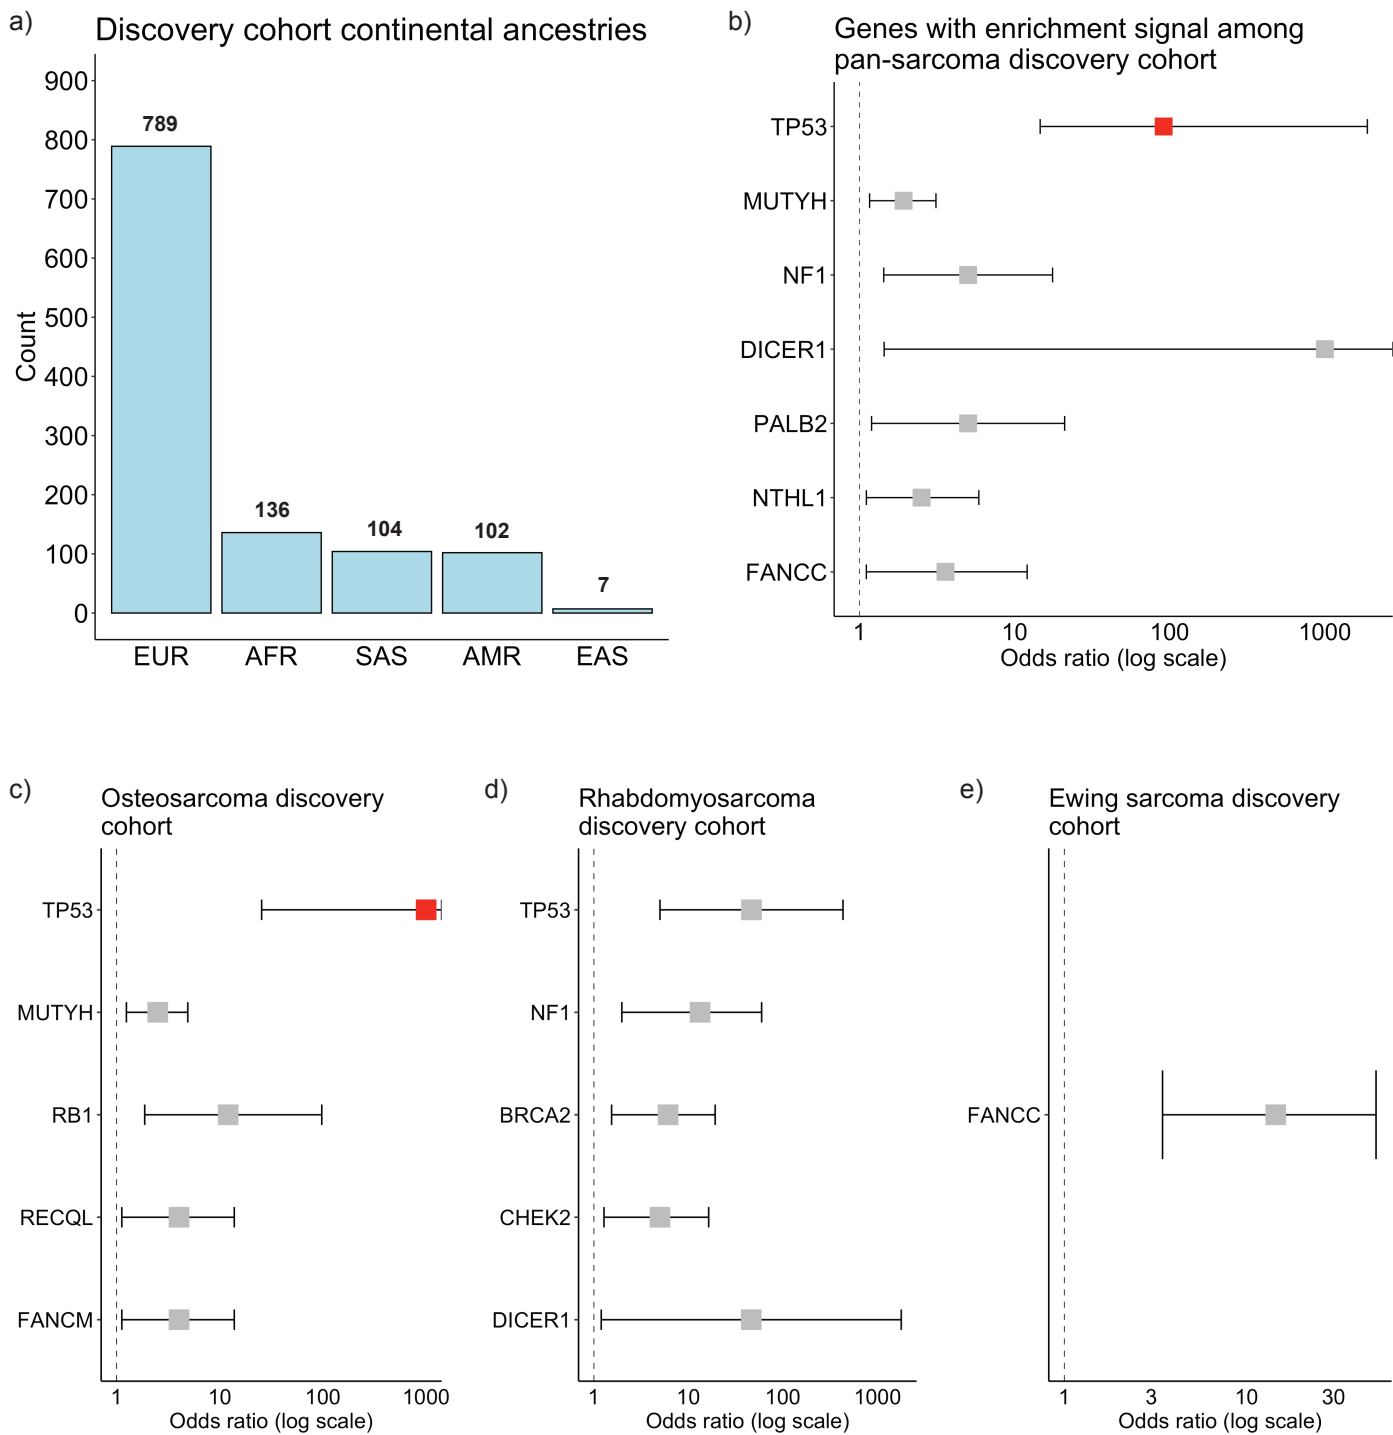 a)
Discovery cohort continental ancestries
Count
900
800
700
600
500
400
300
200
100
0
789
136
104
102
7
EUR AFR SAS AMR EAS
b)
Genes with enrichment signal among
pan-sarcoma discovery cohort
TP53
MUTYH
NF1
DICER1
PALB2
NTHL1
FANCC
1 10 100 1000
Odds ratio (log scale)
c)
Osteosarcoma discovery
cohort
TP53
MUTYH
RB1
RECQL
FANCM
1 10 100 1000
Odds ratio (log scale)
d)
Rhabdomyosarcoma
discovery cohort
TP53
NF1
BRCA2
CHEK2
DICER1
1 10 100 1000
Odds ratio (log scale)
e)
Ewing sarcoma discovery
cohort
FANCC
1 3 10 30
Odds ratio (log scale)